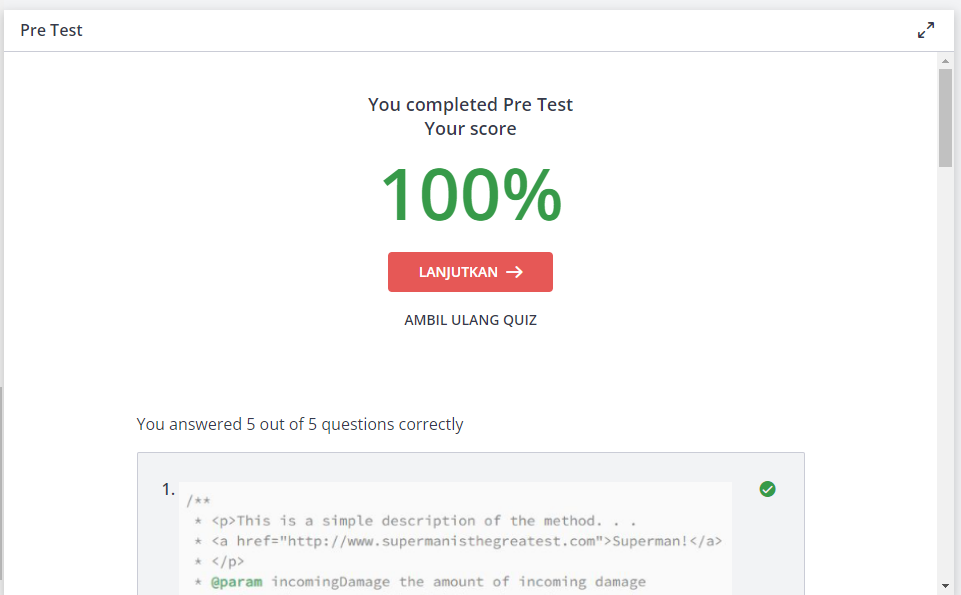 Pre Test
You completed Pre Test
Your score
100%
LANJUTKAN →
AMBIL ULANG QUIZ
You answered 5 out of 5 questions correctly
1.
/**
* <p>This is a simple description of the method. . .
* <a href="http://www.supermanisthegreatest.com">Superman!</a>
* </p>
* @param incomingDamage the amount of incoming damage